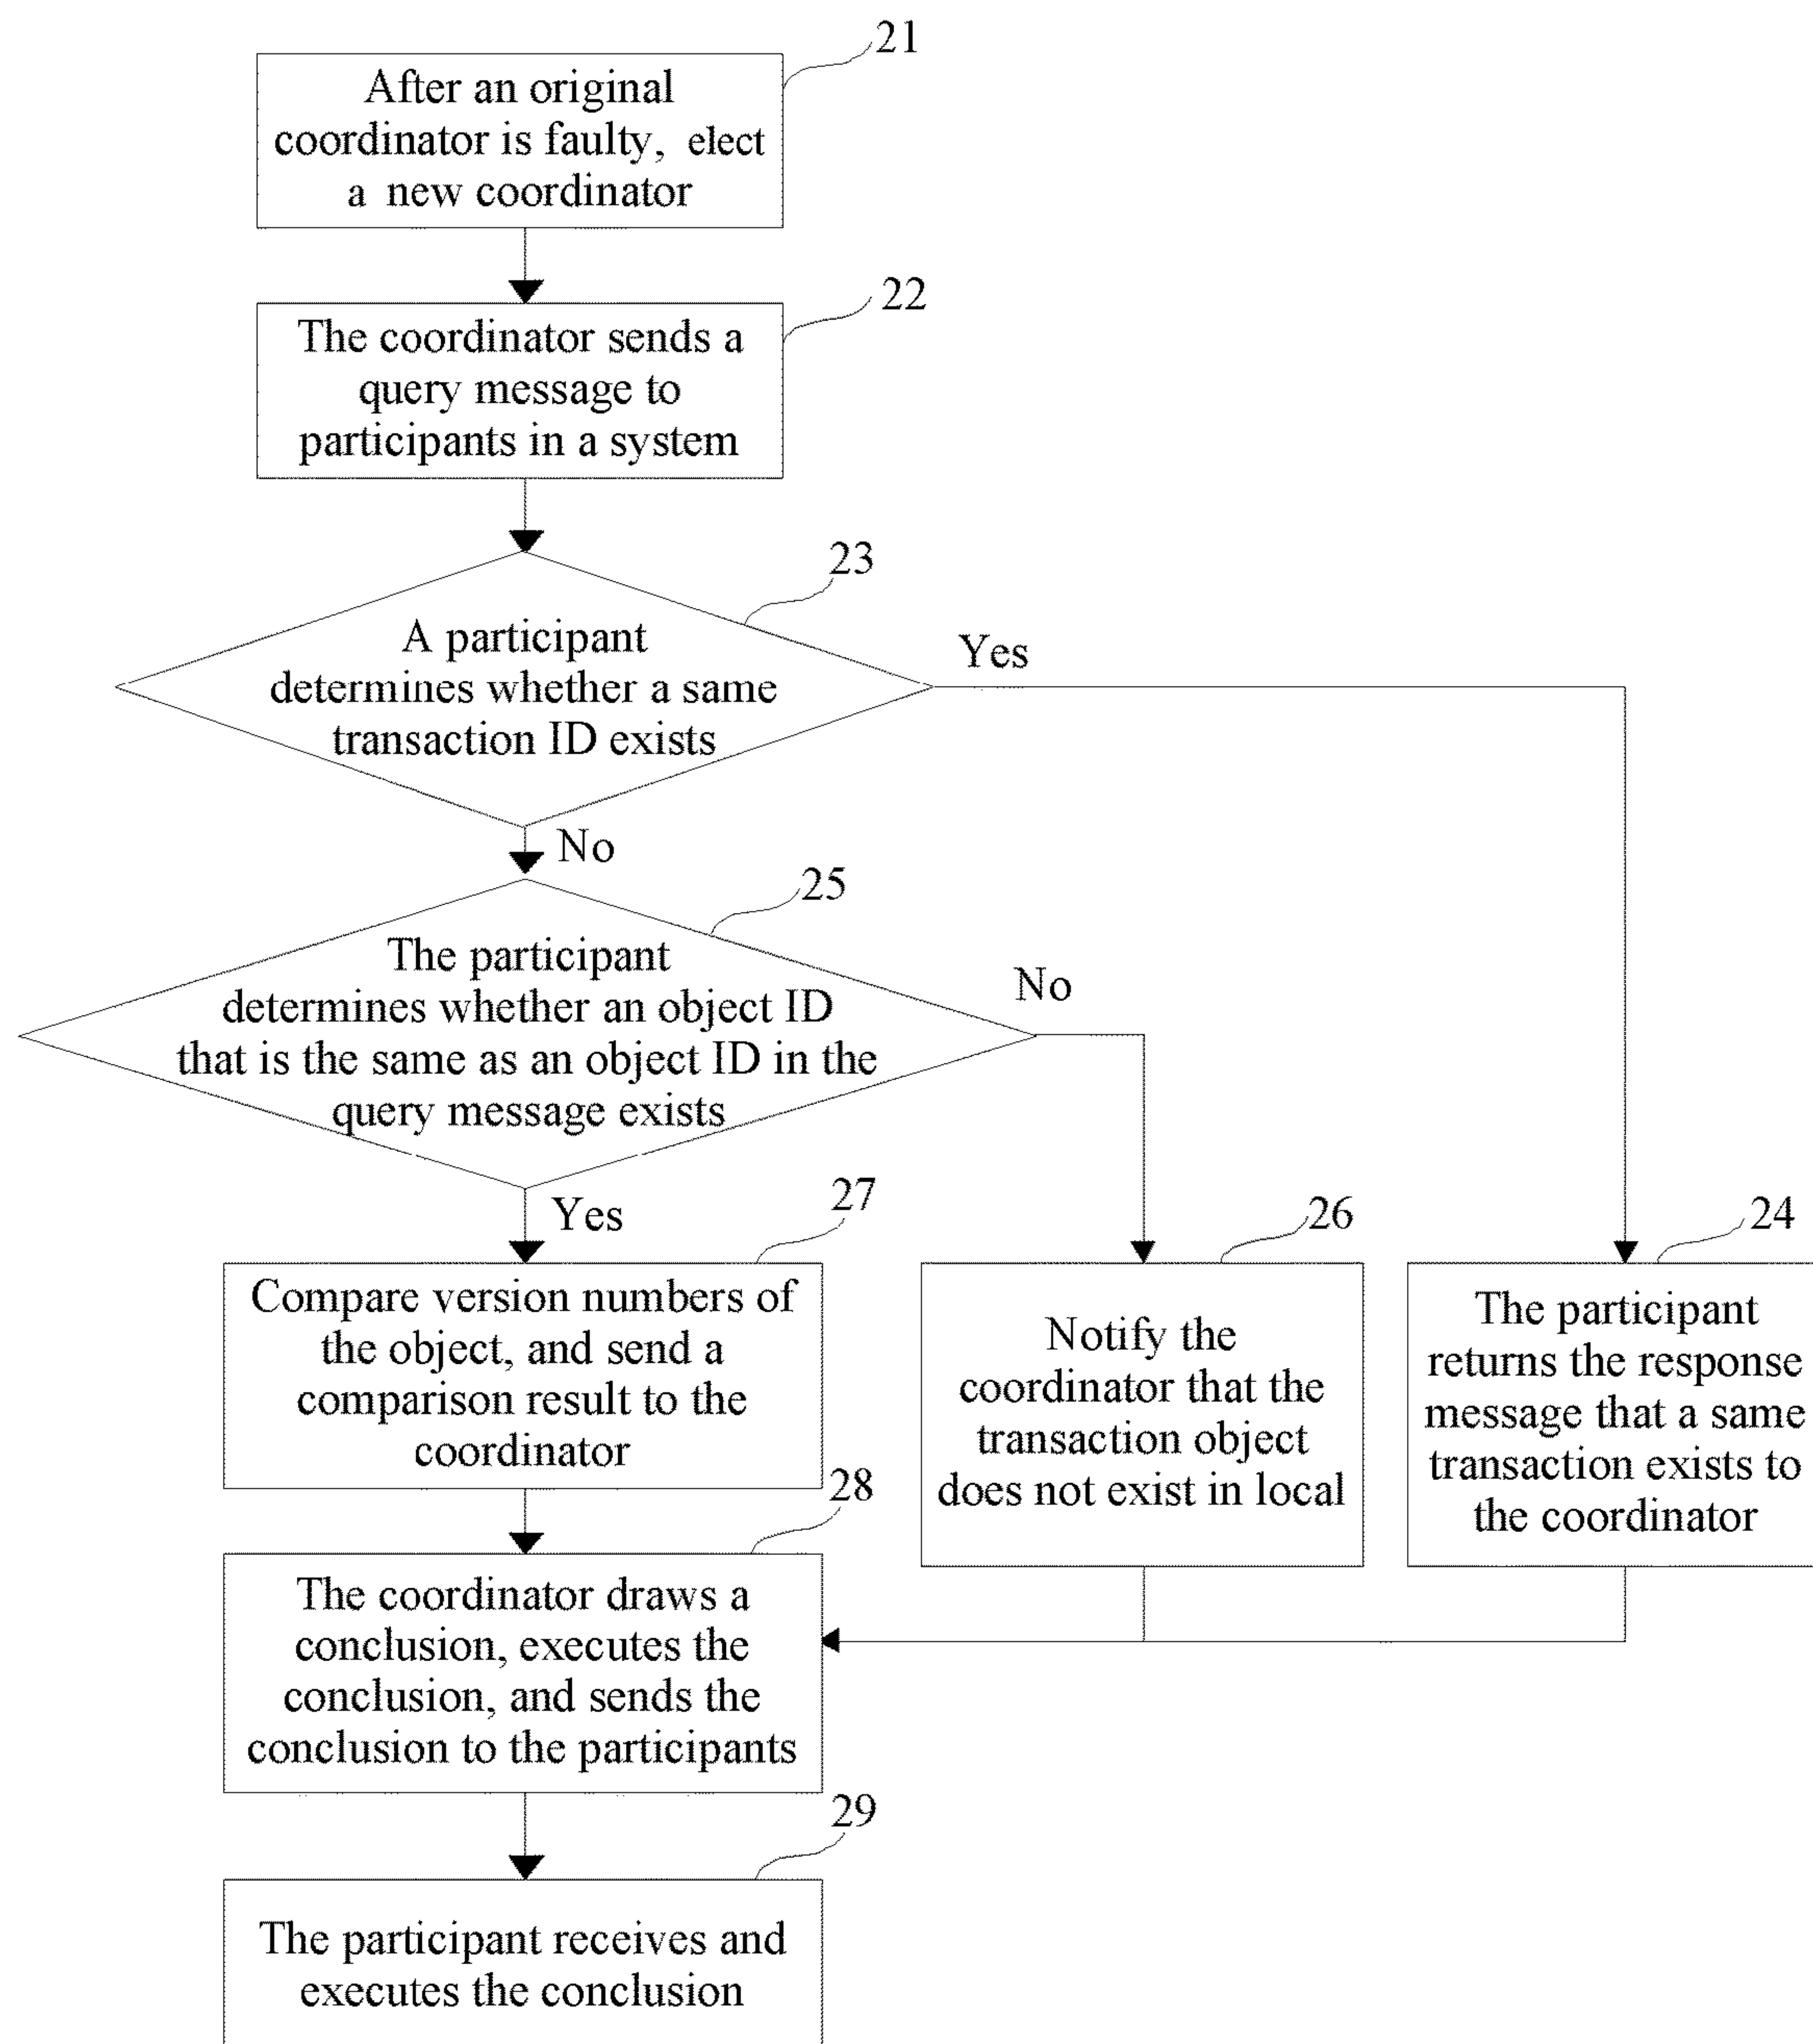 21
After an original
coordinator is faulty, elect
a new coordinator
22
The coordinator sends a
query message to
participants in a system
23
A participant
determines whether a same
transaction ID exists
Yes
No
25
The participant
determines whether an object ID
that is the same as an object ID in the
query message exists
No
Yes
27
Compare version numbers of
the object, and send a
comparison result to the
coordinator
26
Notify the
coordinator that the
transaction object
does not exist in local
24
The participant
returns the response
message that a same
transaction exists to
the coordinator
28
The coordinator draws a
conclusion, executes the
conclusion, and sends the
conclusion to the participants
29
The participant receives and
executes the conclusion